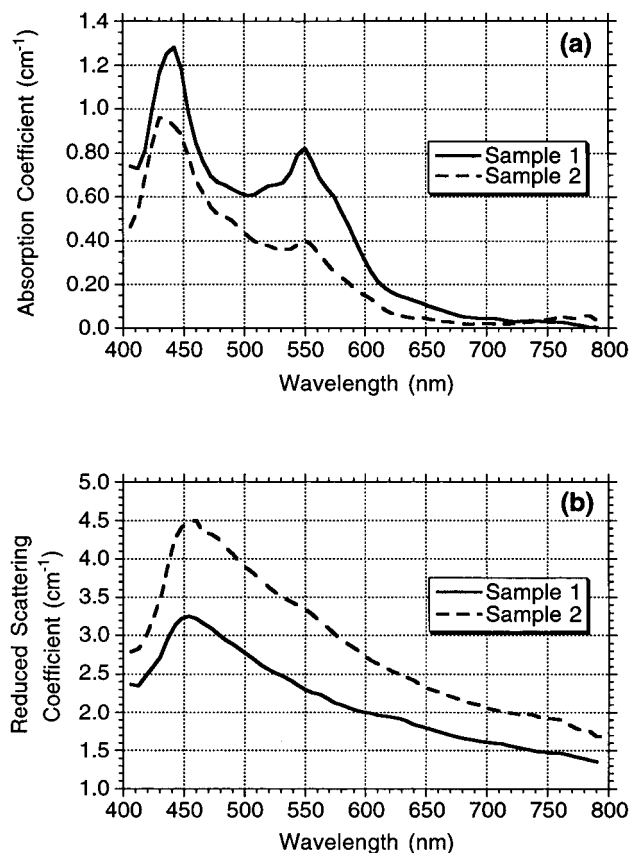 (a)
Absorption Coefficient (cm⁻¹)
1.4
1.2
1.0
0.80
0.60
0.40
0.20
0.0
Sample 1
Sample 2
400 450 500 550 600 650 700 750 800
Wavelength (nm)
(b)
Reduced Scattering
Coefficient (cm⁻¹)
5.0
4.5
4.0
3.5
3.0
2.5
2.0
1.5
1.0
Sample 1
Sample 2
400 450 500 550 600 650 700 750 800
Wavelength (nm)